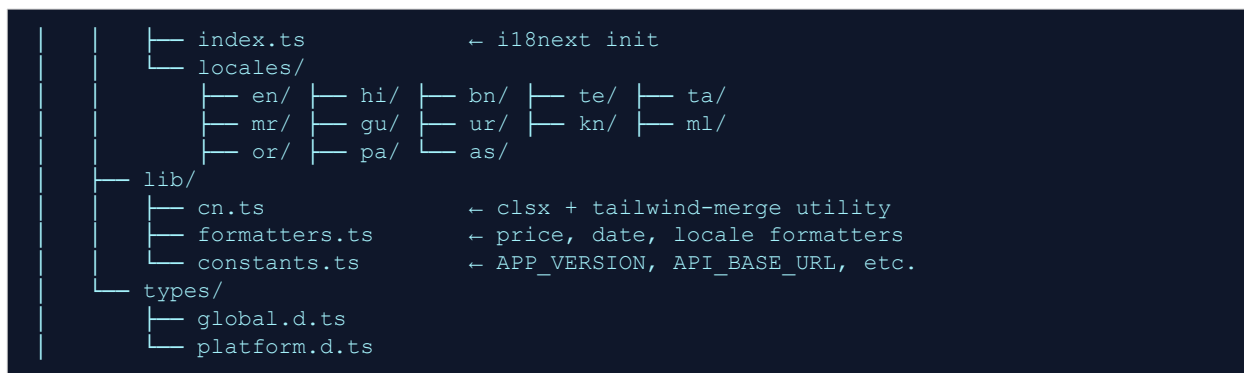 │   │   ├── index.ts            ← i18next init
│   │   └── locales/
│   │       ├── en/ ├── hi/ ├── bn/ ├── te/ ├── ta/
│   │       ├── mr/ ├── gu/ ├── ur/ ├── kn/ ├── ml/
│   │       ├── or/ ├── pa/ └── as/
│   ├── lib/
│   │   ├── cn.ts               ← clsx + tailwind-merge utility
│   │   ├── formatters.ts       ← price, date, locale formatters
│   │   └── constants.ts        ← APP_VERSION, API_BASE_URL, etc.
│   └── types/
│       ├── global.d.ts
│       └── platform.d.ts